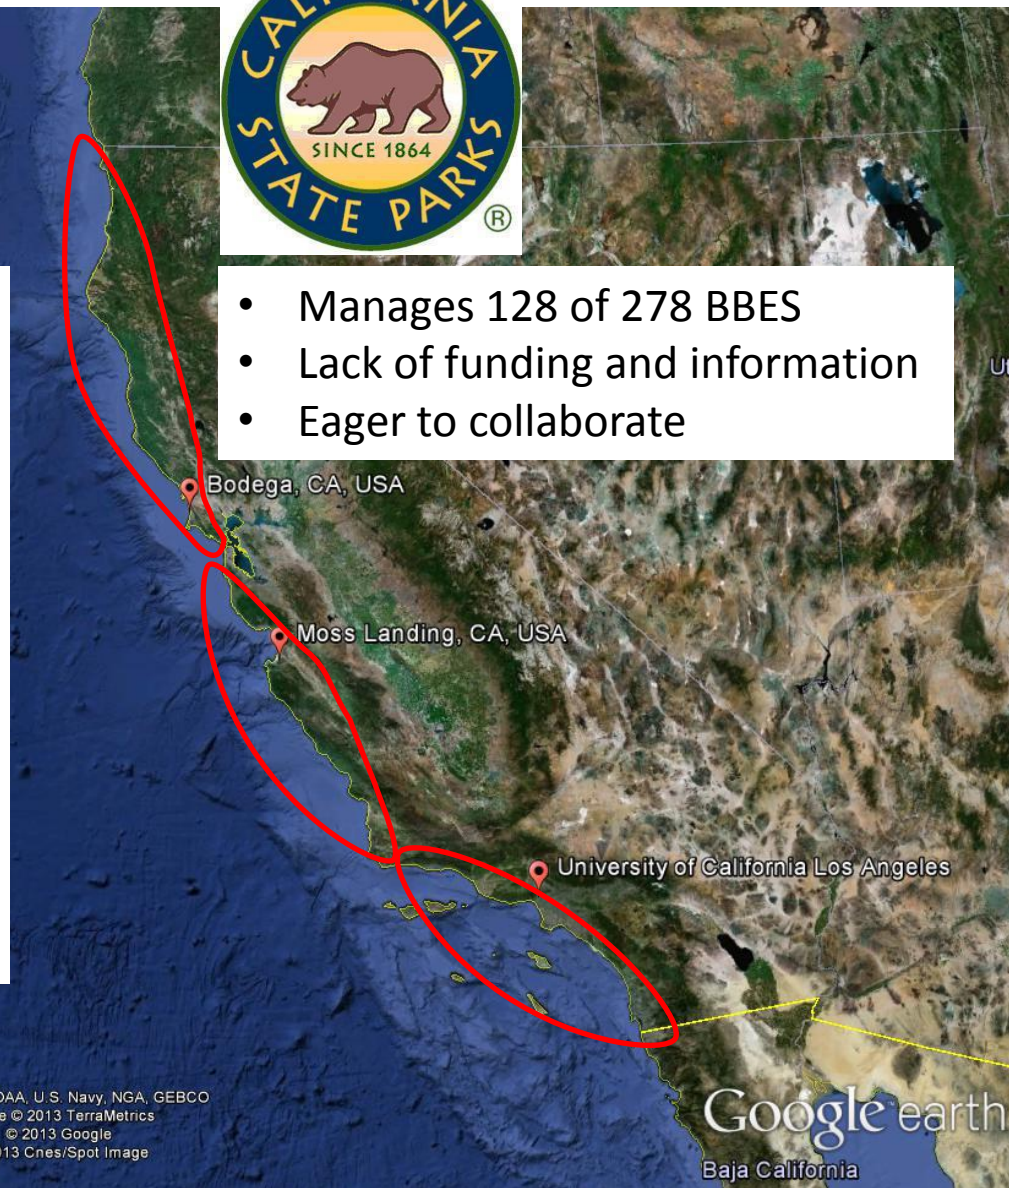 CALIFORNIA
STATE PARKS
SINCE 1864
®
• Manages 128 of 278 BBES
• Lack of funding and information
• Eager to collaborate
Bodega, CA, USA
Moss Landing, CA, USA
University of California Los Angeles
U.S. Navy, NGA, GEBCO
© 2013 TerraMetrics
© 2013 Google
Cnes/Spot Image
Google earth
Baja California